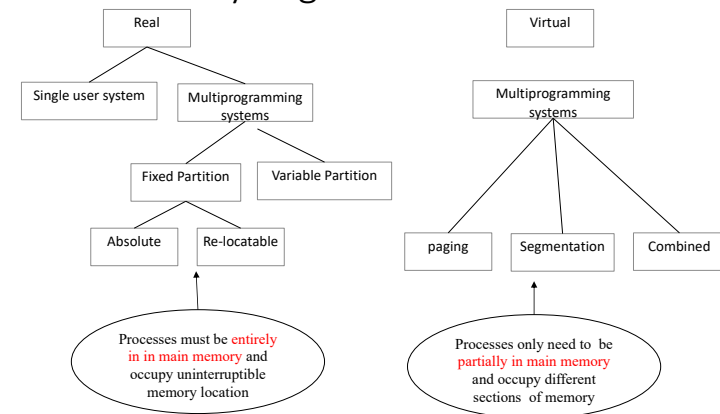 Real
Virtual
Single user system
Multiprogramming
systems
Multiprogramming
systems
Fixed Partition
Variable Partition
Absolute
Re-locatable
paging
Segmentation
Combined
Processes must be entirely
in in main memory and
occupy uninterruptible
memory location
Processes only need to be
partially in main memory
and occupy different
sections of memory